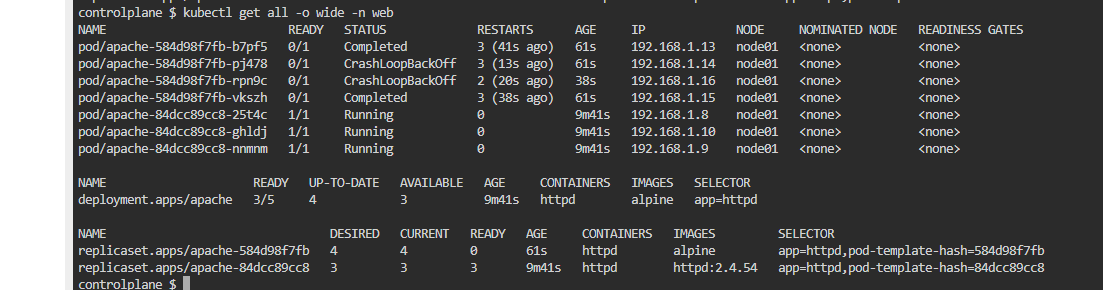 controlplane $ kubectl get all -o wide -n web
NAME READY STATUS RESTARTS AGE IP NODE NOMINATED NODE READINESS GATES
pod/apache-584d98f7fb-b7pf5 0/1 Completed 3 (41s ago) 61s 192.168.1.13 node01 <none> <none>
pod/apache-584d98f7fb-pj478 0/1 CrashLoopBackOff 3 (13s ago) 61s 192.168.1.14 node01 <none> <none>
pod/apache-584d98f7fb-rpn9c 0/1 CrashLoopBackOff 2 (20s ago) 38s 192.168.1.16 node01 <none> <none>
pod/apache-584d98f7fb-vkszh 0/1 Completed 3 (38s ago) 61s 192.168.1.15 node01 <none> <none>
pod/apache-84dcc89cc8-25t4c 1/1 Running 0 9m41s 192.168.1.8 node01 <none> <none>
pod/apache-84dcc89cc8-ghldj 1/1 Running 0 9m41s 192.168.1.10 node01 <none> <none>
pod/apache-84dcc89cc8-nnmnm 1/1 Running 0 9m41s 192.168.1.9 node01 <none> <none>
NAME READY UP-TO-DATE AVAILABLE AGE CONTAINERS IMAGES SELECTOR
deployment.apps/apache 3/5 4 3 9m41s httpd alpine app=httpd
NAME DESIRED CURRENT READY AGE CONTAINERS IMAGES SELECTOR
replicaset.apps/apache-584d98f7fb 4 4 0 61s httpd alpine app=httpd,pod-template-hash=584d98f7fb
replicaset.apps/apache-84dcc89cc8 3 3 3 9m41s httpd httpd:2.4.54 app=httpd,pod-template-hash=84dcc89cc8
controlplane $